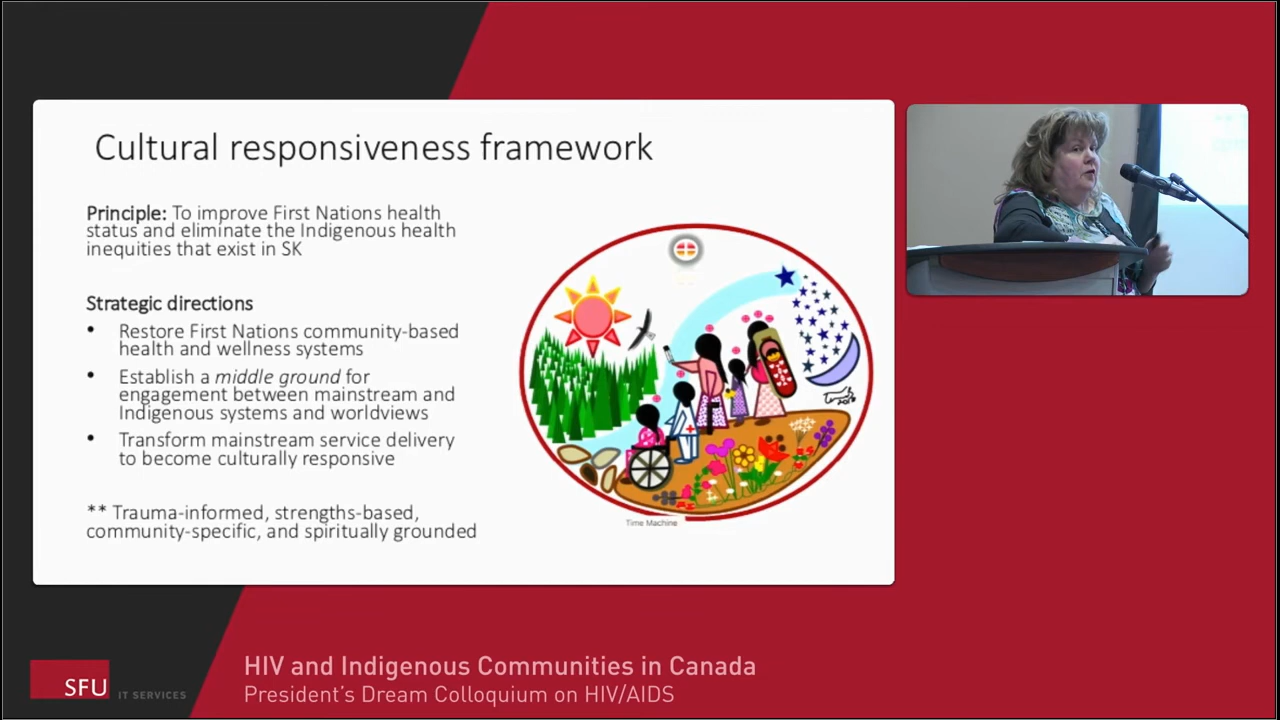 Cultural responsiveness framework
Principle: To improve First Nations health
status and eliminate the Indigenous health
inequities that exist in SK
Strategic directions
• Restore First Nations community-based
health and wellness systems
• Establish a middle ground for
engagement between mainstream and
Indigenous systems and worldviews
• Transform mainstream service delivery
to become culturally responsive
** Trauma-informed, strengths-based,
community-specific, and spiritually grounded
Time Machine
SFU IT SERVICES
HIV and Indigenous Communities in Canada
President's Dream Colloquium on HIV/AIDS